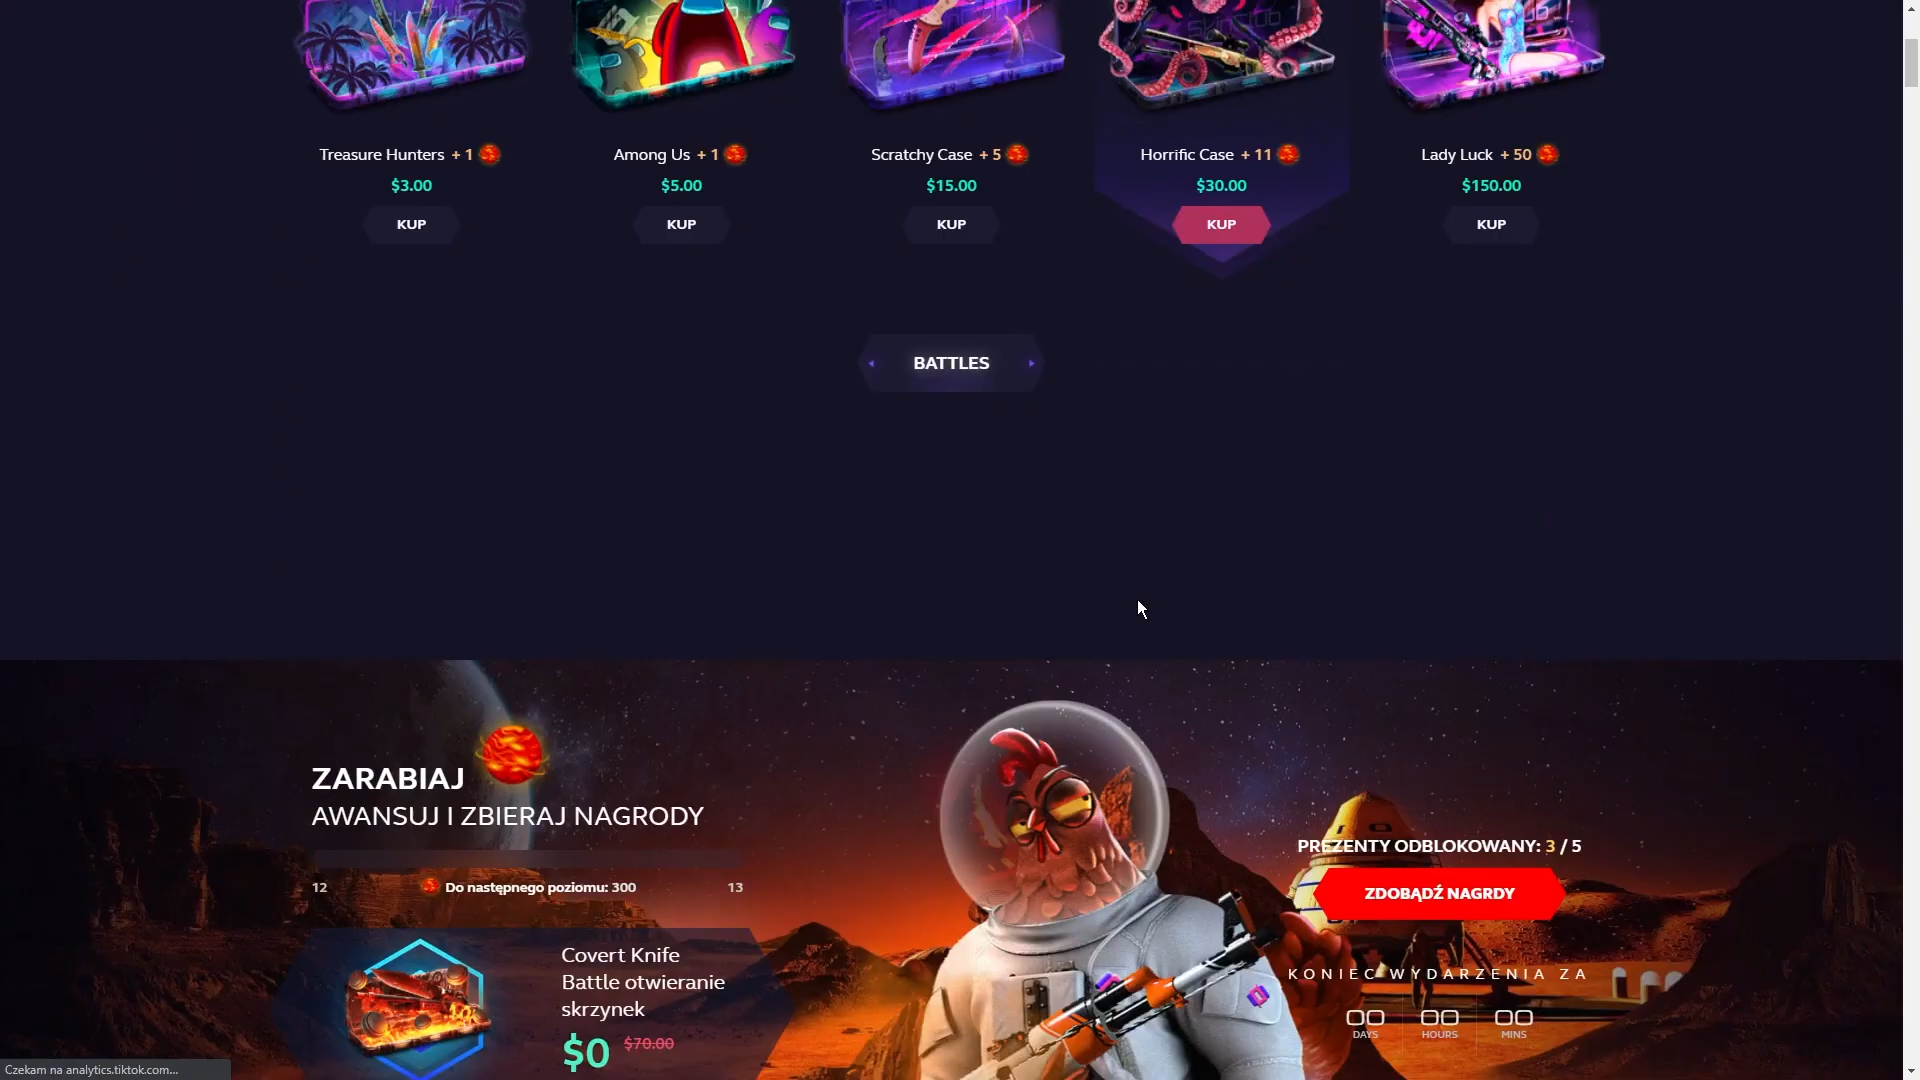 Treasure Hunters + 1
Among Us + 1
Scratchy Case + 5
Horrific Case + 11
Lady Luck + 50
$3.00
$5.00
$15.00
$30.00
$150.00
KUP
KUP
KUP
KUP
KUP
BATTLES
ZARABIAJ
AWANSUJ I ZBIERAJ NAGRODY
12
Do następnego poziomu: 300
13
Covert Knife
Battle otwieranie
skrzynek
$0 $70.00
PREZENTY ODBLOKOWANY: 3 / 5
ZDOBĄDŹ NAGRDY
KONIEC WYDARZENIA ZA
00 00 00
DAYS HOURS MINS
Czekam na analytics.tiktok.com...